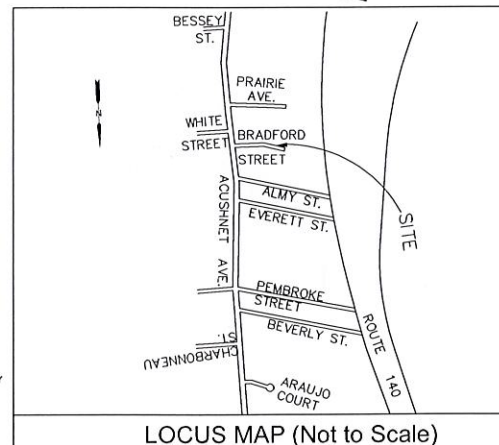 BESSEY
ST.
PRAIRIE
AVE.
N
WHITE
STREET
BRADFORD
STREET
ALMY ST.
EVERETT ST.
SITE
ACUSHNET AVE.
PEMBROKE
STREET
BEVERLY ST.
ROUTE 140
CHARBONNEAU
ST.
ARAUJO
COURT
LOCUS MAP (Not to Scale)